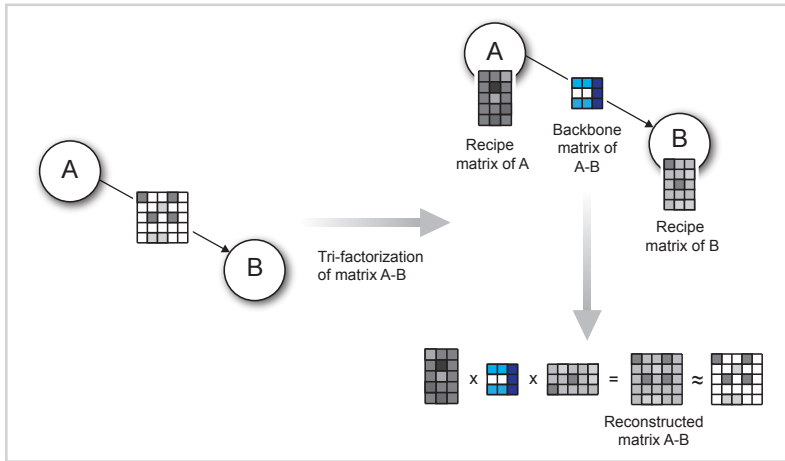 A
Recipe
matrix of A
Backbone
matrix of
A-B
B
Recipe
matrix of B
A
B
Tri-factorization
of matrix A-B
x x = ≈
Reconstructed
matrix A-B